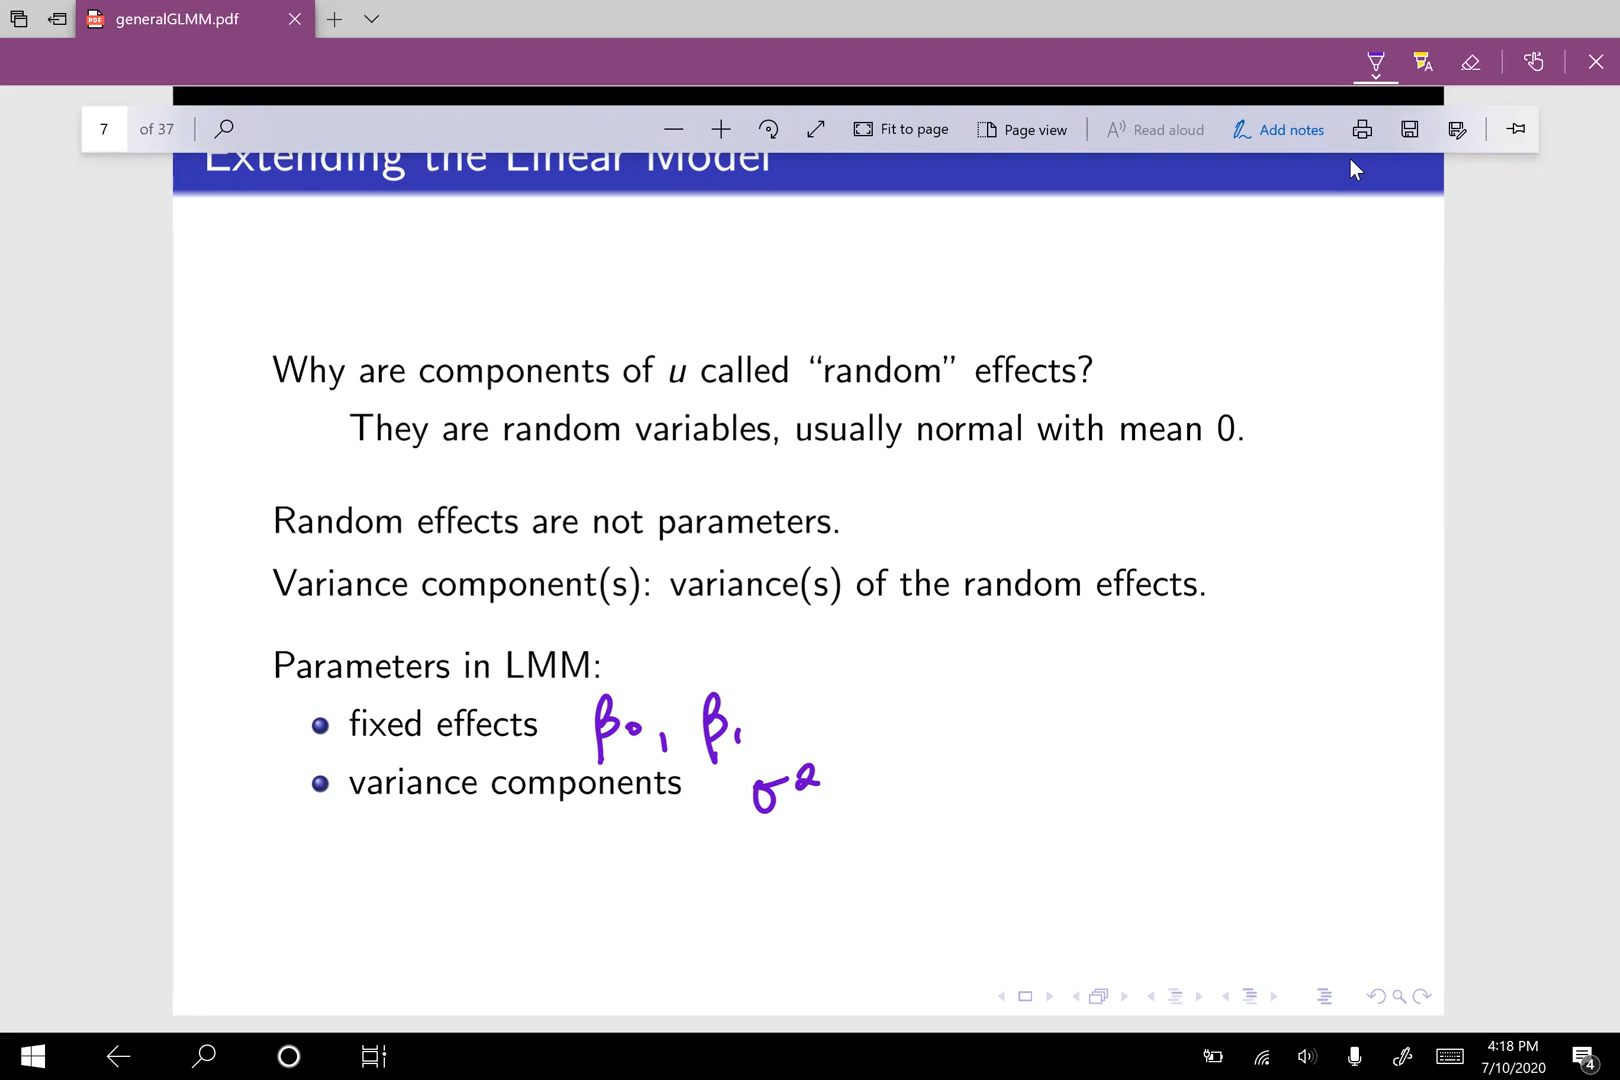 generalGLMM.pdf
7 of 37 Fit to page Page view Read aloud Add notes
Extending the Linear Model
Why are components of u called “random” effects?
They are random variables, usually normal with mean 0.
Random effects are not parameters.
Variance component(s): variance(s) of the random effects.
Parameters in LMM:
fixed effects β₀, β₁
variance components σ²
4:18 PM
7/10/2020
4